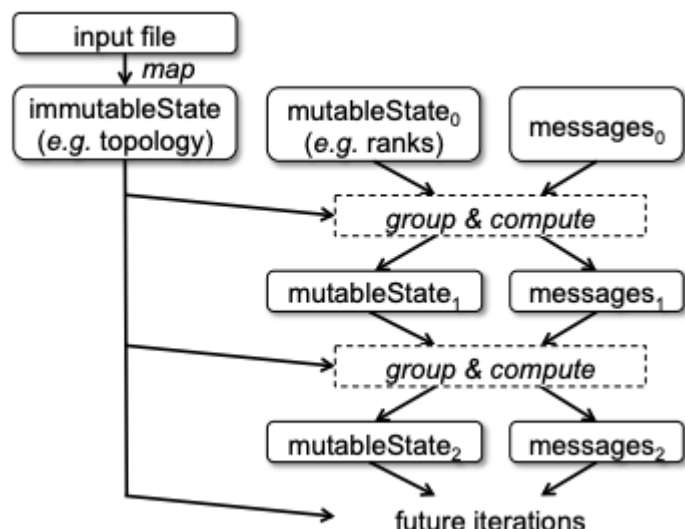 input file
map
immutableState
(e.g. topology)
mutableState₀
(e.g. ranks)
messages₀
group & compute
mutableState₁
messages₁
group & compute
mutableState₂
messages₂
future iterations